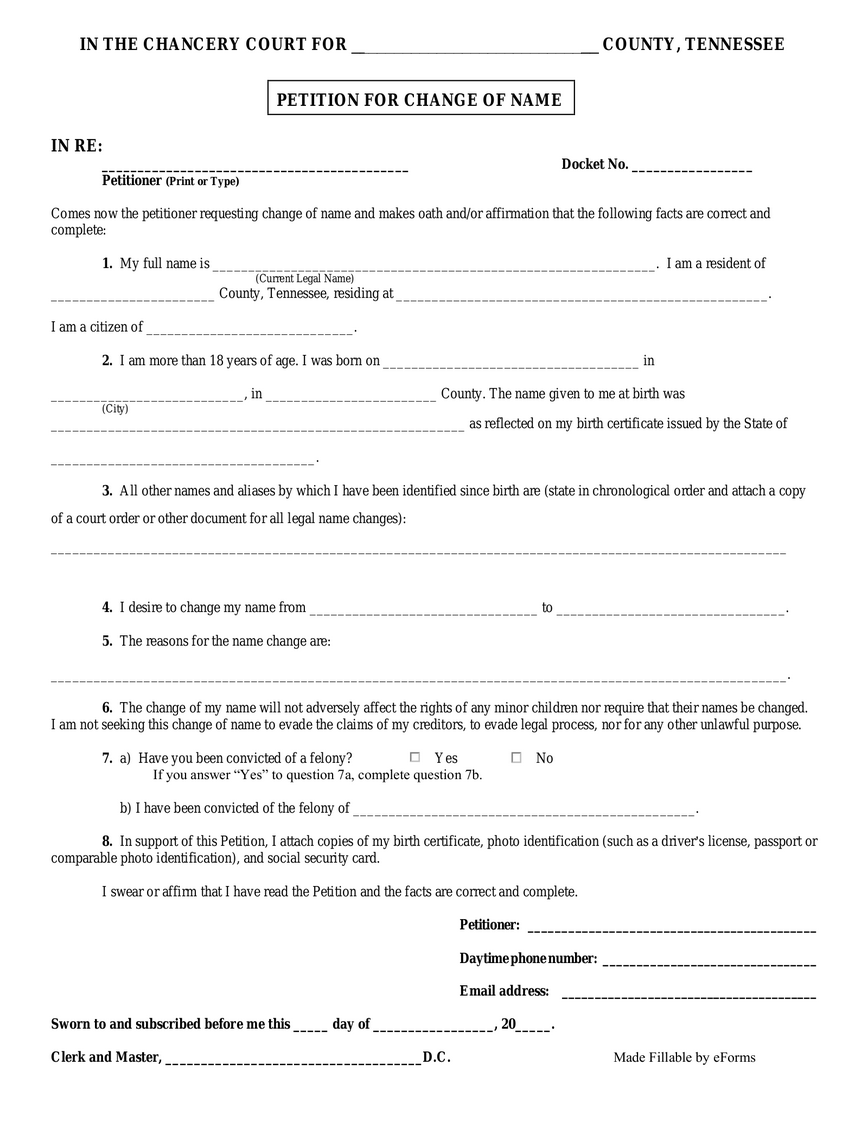 IN THE CHANCERY COURT FOR ______________________________ COUNTY, TENNESSEE
PETITION FOR CHANGE OF NAME
IN RE:
____________________________________________ Docket No. _________________
Petitioner (Print or Type)
Comes now the petitioner requesting change of name and makes oath and/or affirmation that the following facts are correct and
complete:
1. My full name is ______________________________________________________________. I am a resident of
(Current Legal Name)
_______________________ County, Tennessee, residing at ____________________________________________________.
I am a citizen of _____________________________.
2. I am more than 18 years of age. I was born on ____________________________________ in
___________________________, in ________________________ County. The name given to me at birth was
(City)
__________________________________________________________ as reflected on my birth certificate issued by the State of
_____________________________________.
3. All other names and aliases by which I have been identified since birth are (state in chronological order and attach a copy
of a court order or other document for all legal name changes):
_______________________________________________________________________________________________________
4. I desire to change my name from ________________________________ to ________________________________.
5. The reasons for the name change are:
_______________________________________________________________________________________________________.
6. The change of my name will not adversely affect the rights of any minor children nor require that their names be changed.
I am not seeking this change of name to evade the claims of my creditors, to evade legal process, nor for any other unlawful purpose.
7. a) Have you been convicted of a felony? ☐ Yes ☐ No
If you answer “Yes” to question 7a, complete question 7b.
b) I have been convicted of the felony of ________________________________________________.
8. In support of this Petition, I attach copies of my birth certificate, photo identification (such as a driver's license, passport or
comparable photo identification), and social security card.
I swear or affirm that I have read the Petition and the facts are correct and complete.
Petitioner: _________________________________________
Daytime phone number: ______________________________
Email address: ____________________________________
Sworn to and subscribed before me this _____ day of _________________, 20_____.
Clerk and Master, ____________________________________D.C. Made Fillable by eForms